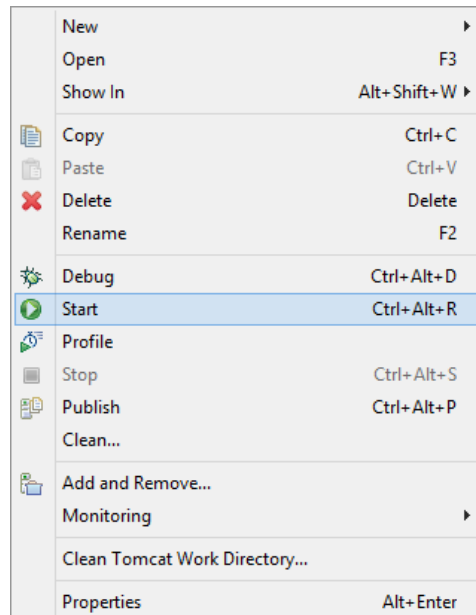 New
Open F3
Show In Alt+Shift+W
Copy Ctrl+C
Paste Ctrl+V
Delete Delete
Rename F2
Debug Ctrl+Alt+D
Start Ctrl+Alt+R
Profile
Stop Ctrl+Alt+S
Publish Ctrl+Alt+P
Clean...
Add and Remove...
Monitoring
Clean Tomcat Work Directory...
Properties Alt+Enter